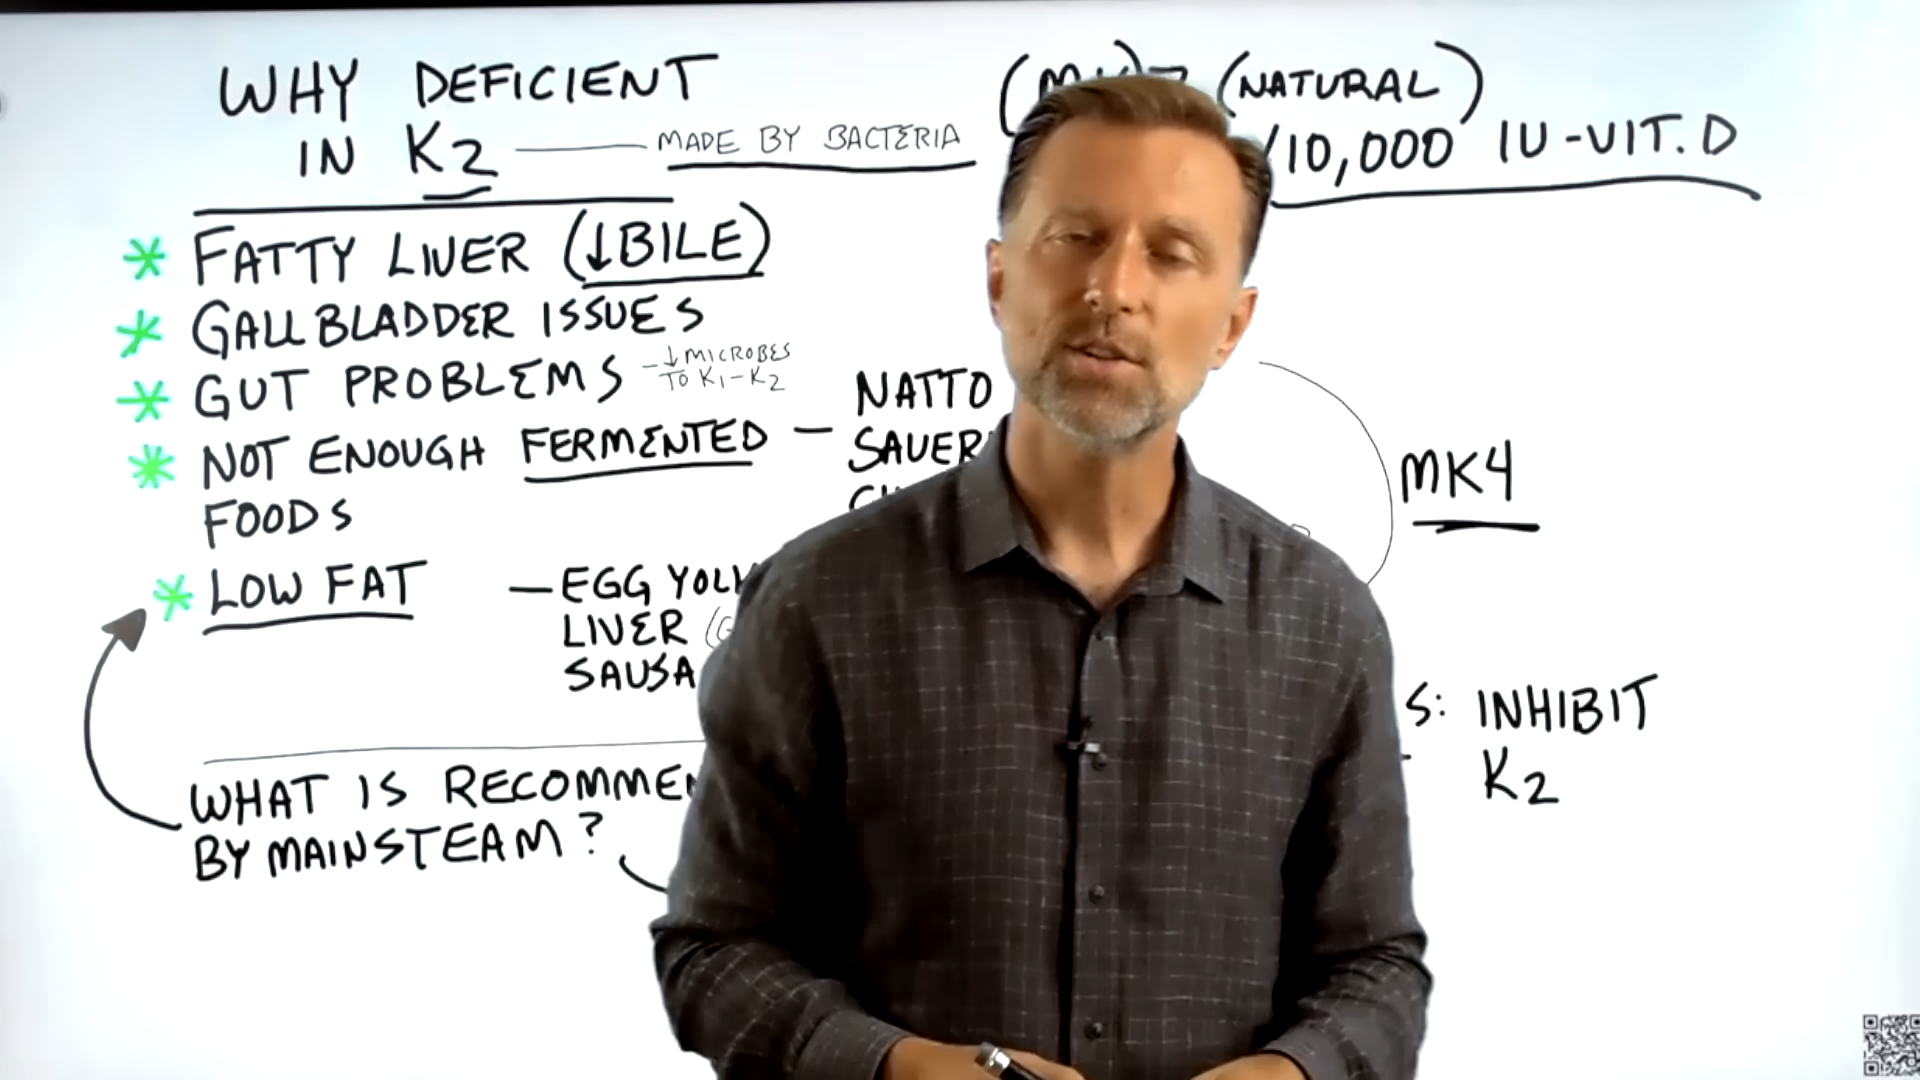 WHY DEFICIENT
IN K2 MADE BY BACTERIA
(NATURAL)
/10,000 IU-VIT. D
* FATTY LIVER (↓BILE)
* GALLBLADDER ISSUES
* GUT PROBLEMS -↓ MICROBES
TO K1-K2
* NOT ENOUGH FERMENTED — NATTO
FOODS
* LOW FAT — EGG
LIVER
MK4
WHAT IS
BY MAINSTEAM?
INHIBIT
K2